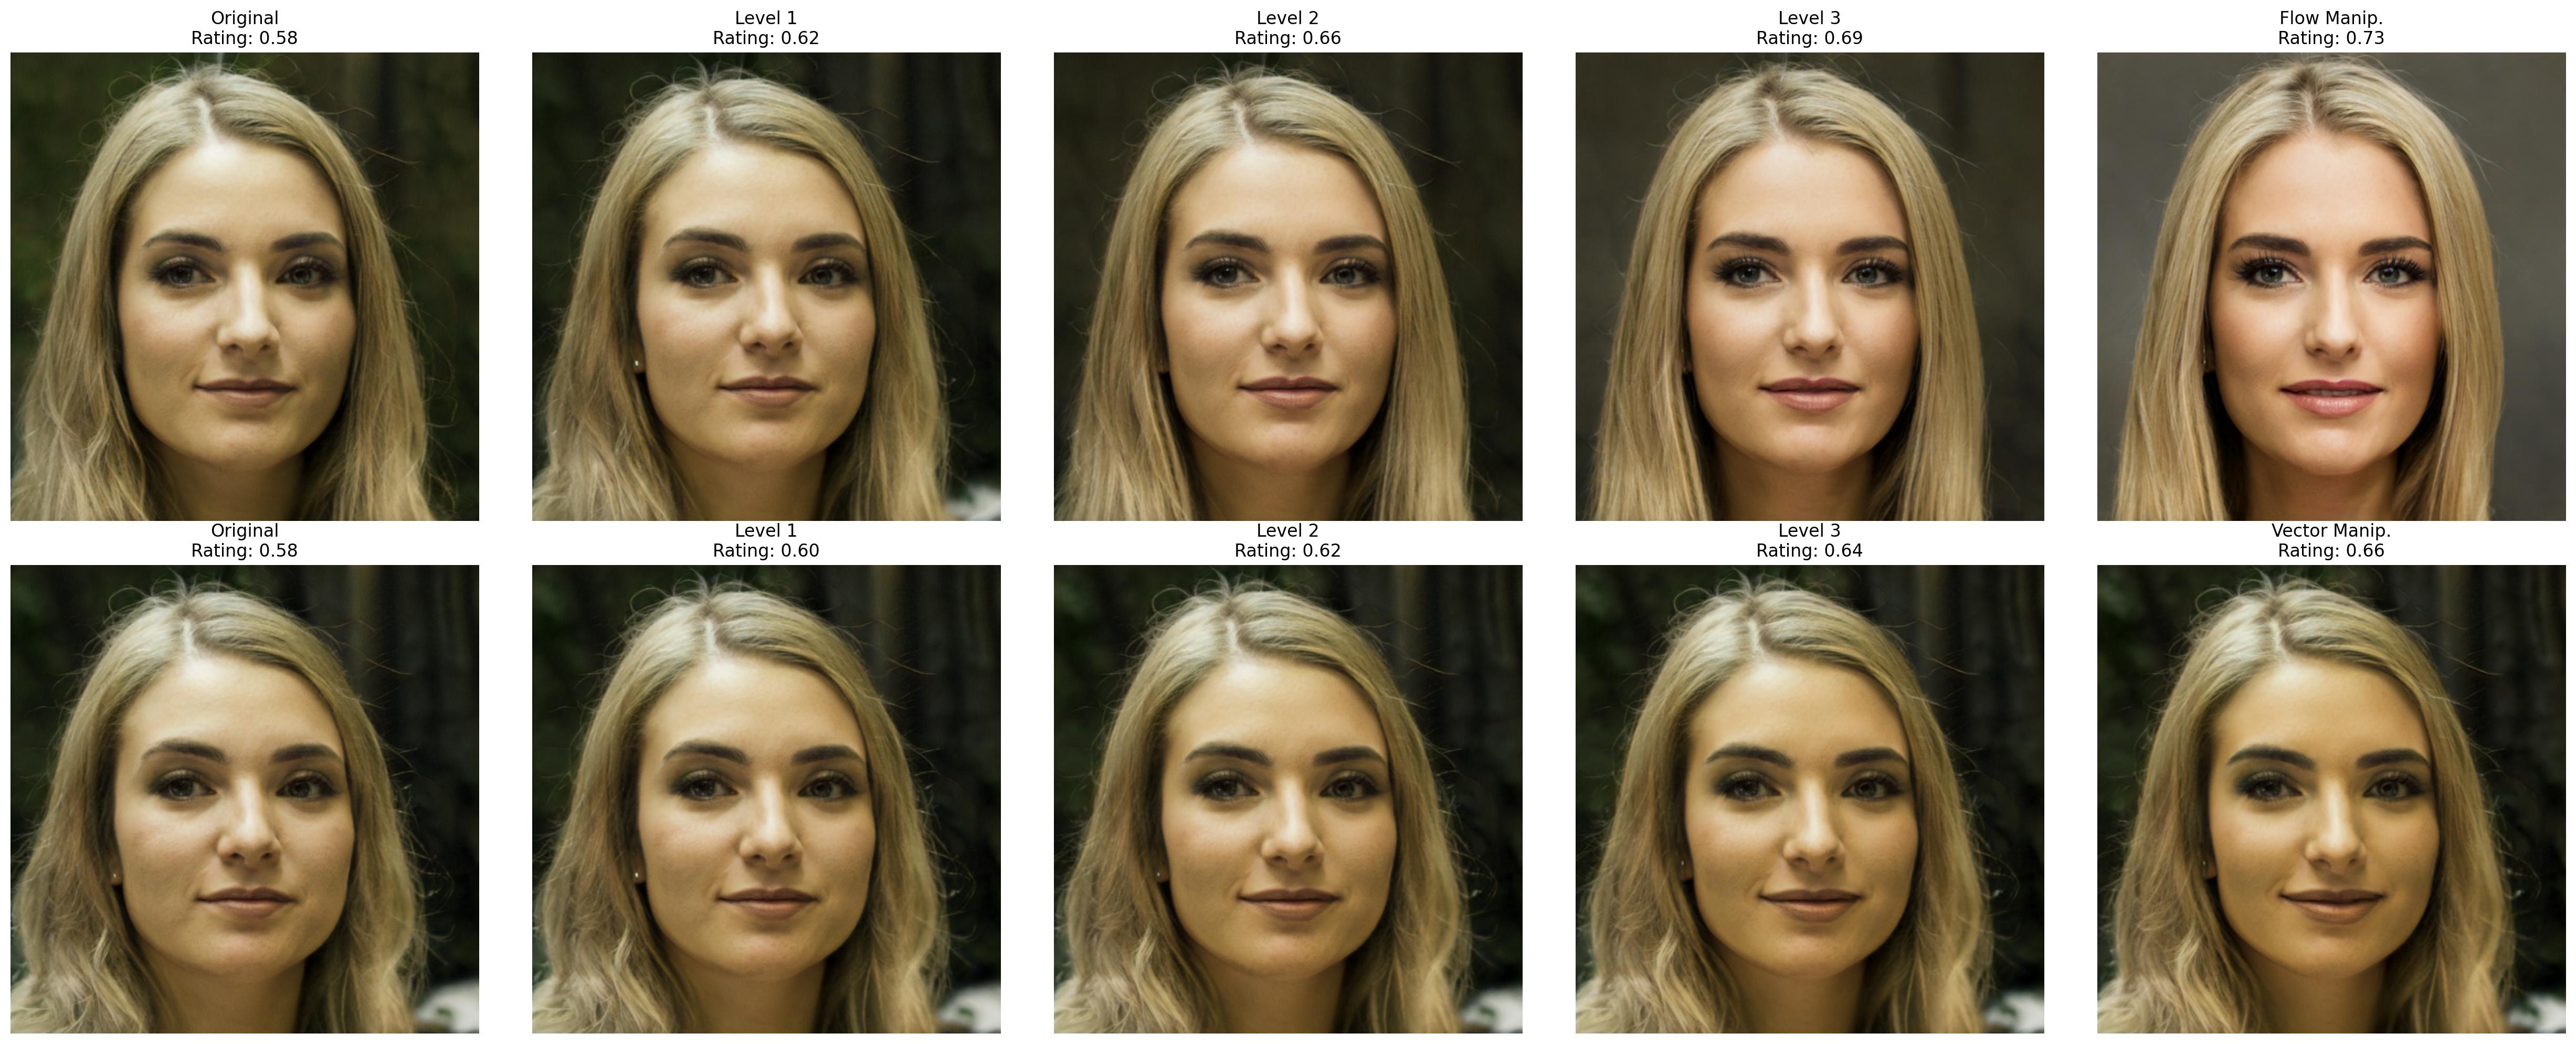 Original
Rating: 0.58
Level 1
Rating: 0.62
Level 2
Rating: 0.66
Level 3
Rating: 0.69
Flow Manip.
Rating: 0.73
Original
Rating: 0.58
Level 1
Rating: 0.60
Level 2
Rating: 0.62
Level 3
Rating: 0.64
Vector Manip.
Rating: 0.66